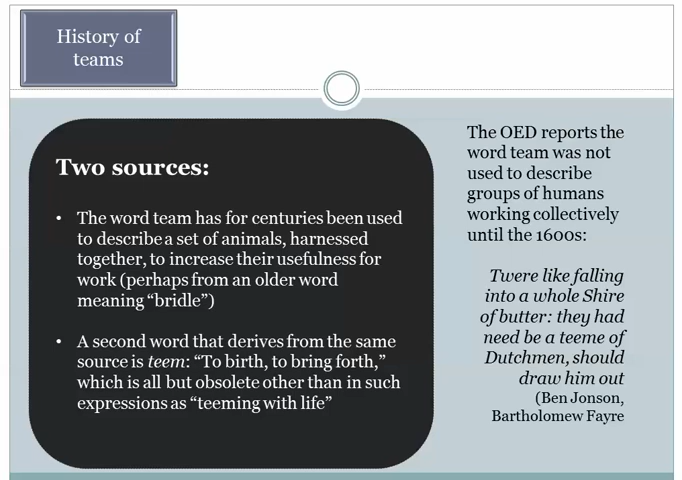 History of
teams
Two sources:
• The word team has for centuries been used
to describe a set of animals, harnessed
together, to increase their usefulness for
work (perhaps from an older word
meaning “bridle”)
• A second word that derives from the same
source is teem: “To birth, to bring forth,”
which is all but obsolete other than in such
expressions as “teeming with life”
The OED reports the
word team was not
used to describe
groups of humans
working collectively
until the 1600s:
Twere like falling
into a whole Shire
of butter: they had
need be a teeme of
Dutchmen, should
draw him out
(Ben Jonson,
Bartholomew Fayre